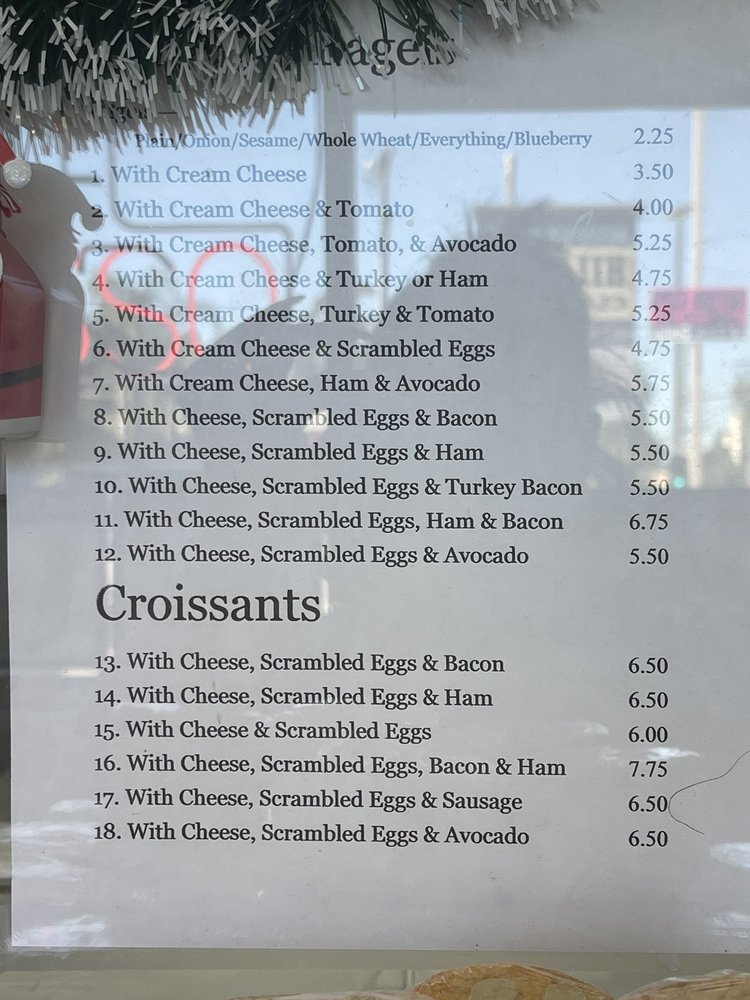 Bagels
Plain/Onion/Sesame/Whole Wheat/Everything/Blueberry 2.25
1. With Cream Cheese 3.50
2. With Cream Cheese & Tomato 4.00
3. With Cream Cheese, Tomato, & Avocado 5.25
4. With Cream Cheese & Turkey or Ham 4.75
5. With Cream Cheese, Turkey & Tomato 5.25
6. With Cream Cheese & Scrambled Eggs 4.75
7. With Cream Cheese, Ham & Avocado 5.75
8. With Cheese, Scrambled Eggs & Bacon 5.50
9. With Cheese, Scrambled Eggs & Ham 5.50
10. With Cheese, Scrambled Eggs & Turkey Bacon 5.50
11. With Cheese, Scrambled Eggs, Ham & Bacon 6.75
12. With Cheese, Scrambled Eggs & Avocado 5.50
Croissants
13. With Cheese, Scrambled Eggs & Bacon 6.50
14. With Cheese, Scrambled Eggs & Ham 6.50
15. With Cheese & Scrambled Eggs 6.00
16. With Cheese, Scrambled Eggs, Bacon & Ham 7.75
17. With Cheese, Scrambled Eggs & Sausage 6.50
18. With Cheese, Scrambled Eggs & Avocado 6.50